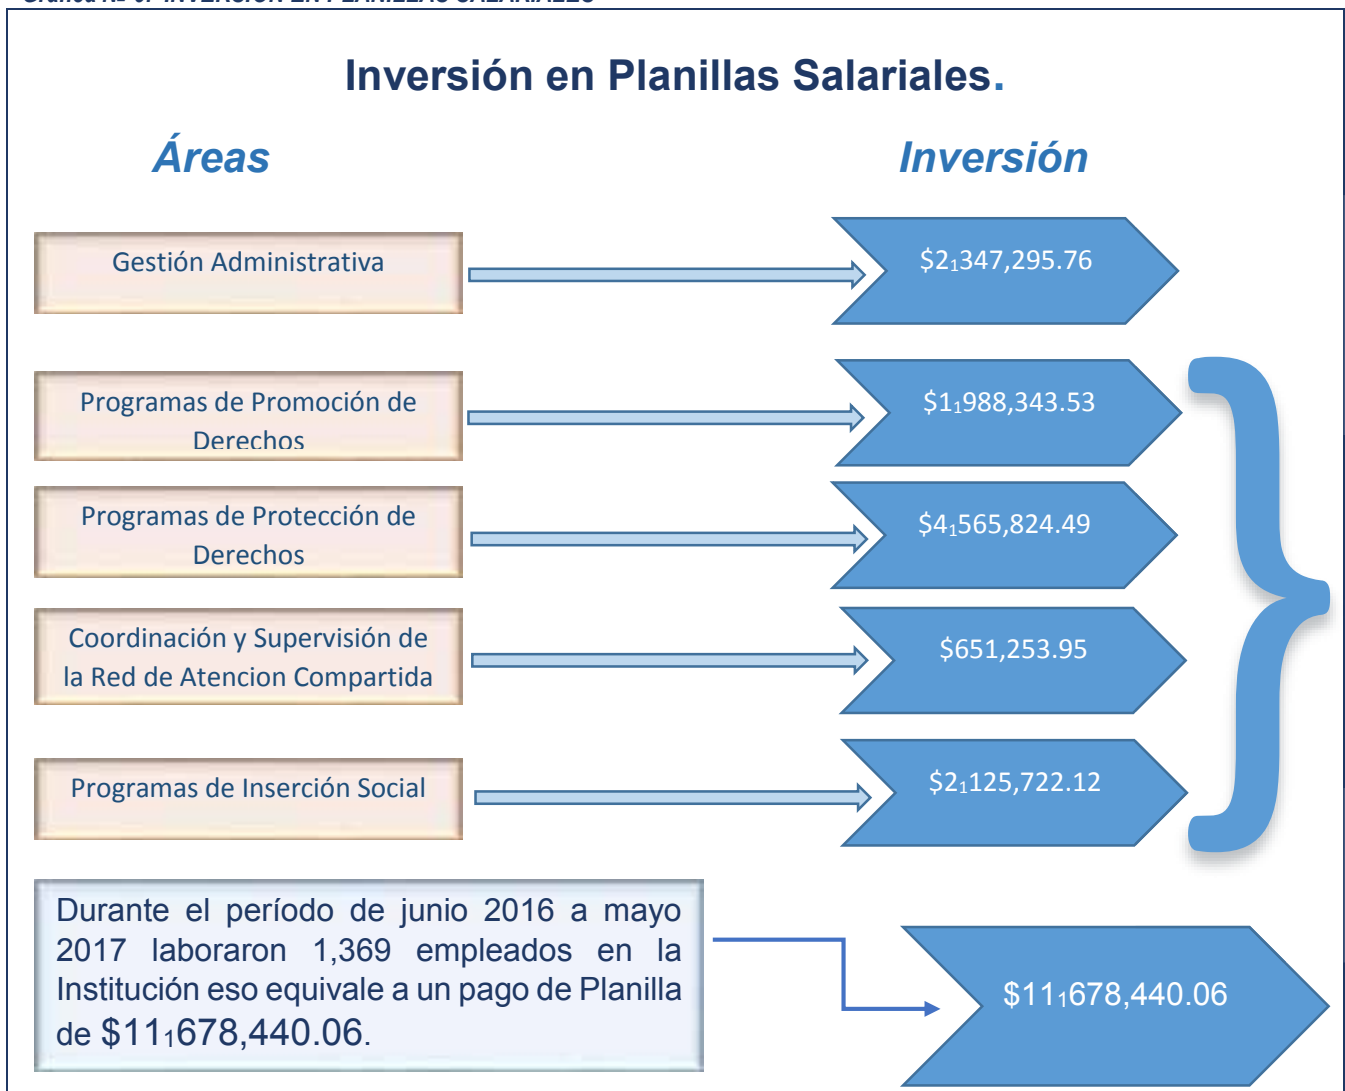 Inversión en Planillas Salariales.
Áreas
Inversión
Gestión Administrativa
$2₁347,295.76
Programas de Promoción de
Derechos
$1₁988,343.53
Programas de Protección de
Derechos
$4₁565,824.49
Coordinación y Supervisión de
la Red de Atencion Compartida
$651,253.95
Programas de Inserción Social
$2₁125,722.12
Durante el período de junio 2016 a mayo
2017 laboraron 1,369 empleados en la
Institución eso equivale a un pago de Planilla
de $11₁678,440.06.
$11₁678,440.06